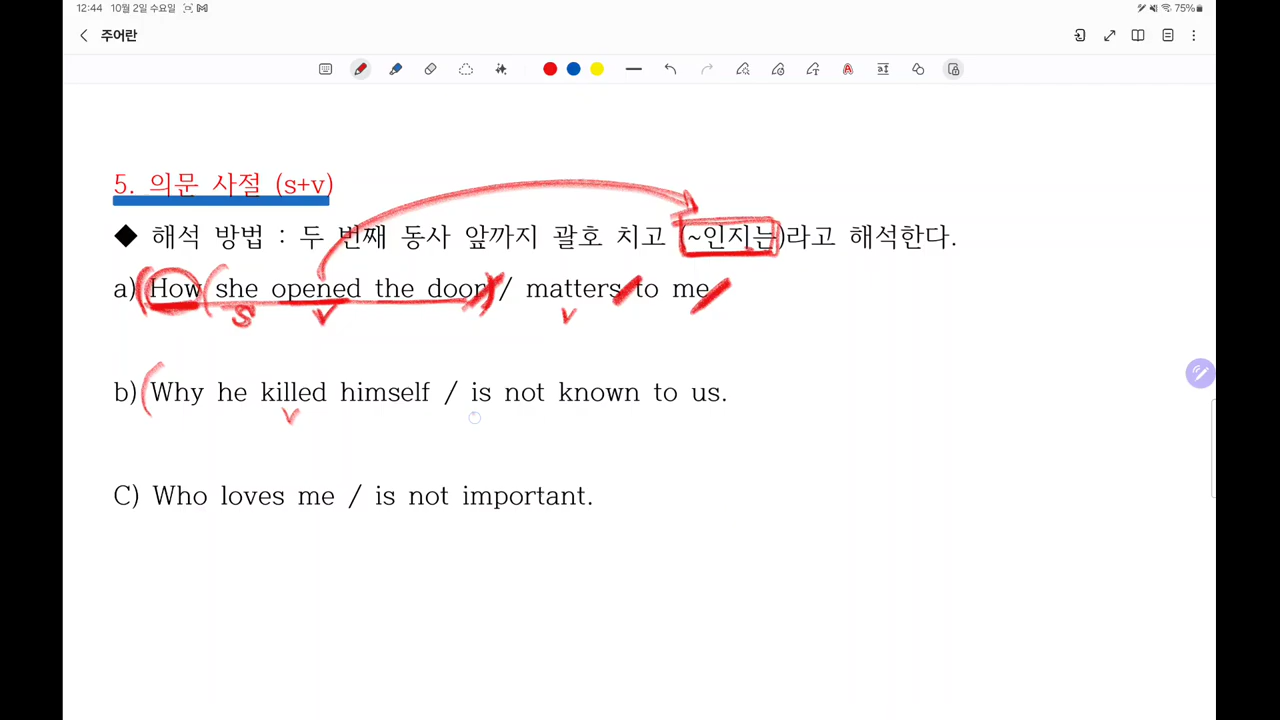 12:44 10월 2일 수요일 75%
주어란
5. 의문 사절 (s+v)
◆ 해석 방법 : 두 번째 동사 앞까지 괄호 치고 (~인지는)라고 해석한다.
a) (How (she opened the door) / matters to me
s v v
b) (Why he killed himself / is not known to us.
v
C) Who loves me / is not important.